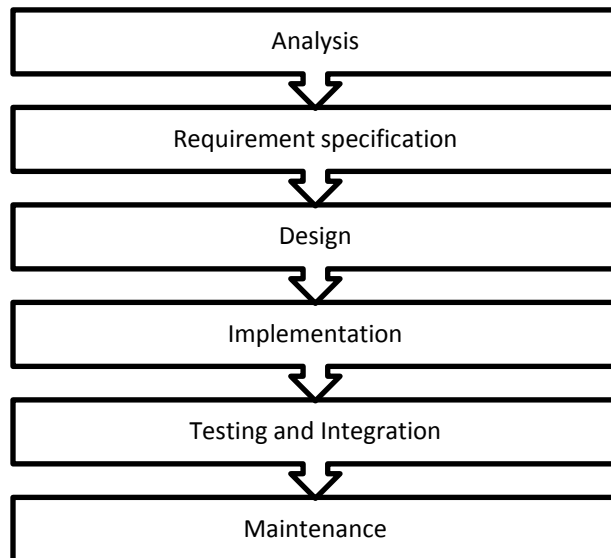 Analysis
Requirement specification
Design
Implementation
Testing and Integration
Maintenance